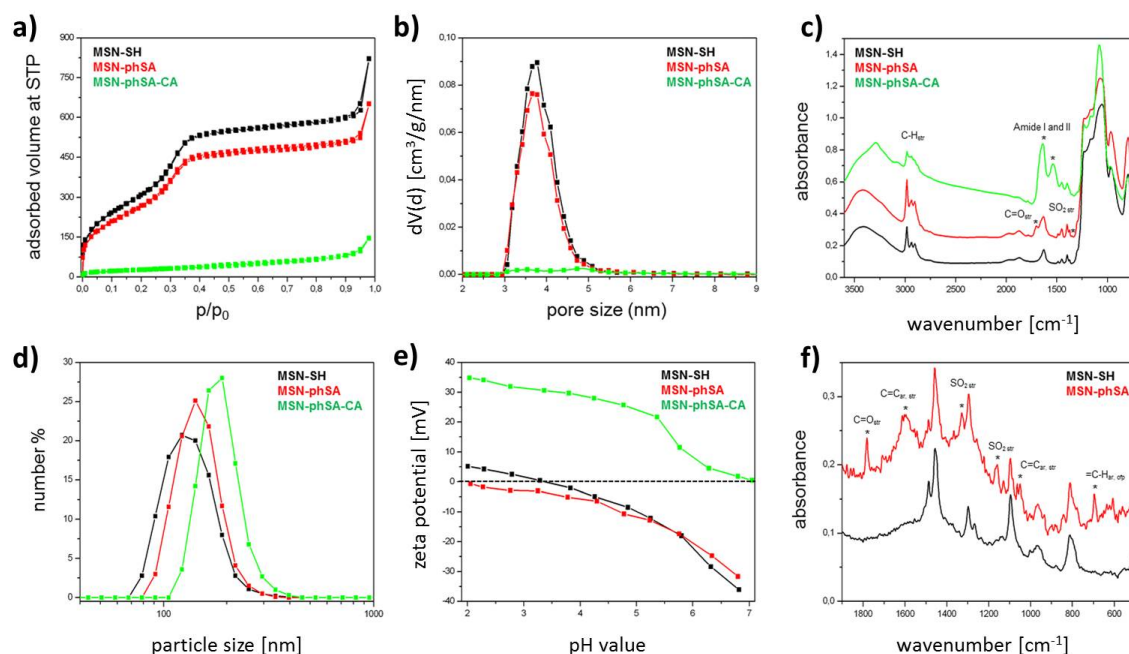 a)
MSN-SH
MSN-phSA
MSN-phSA-CA
900
750
600
450
300
150
0
adsorbed volume at STP
0,0 0,1 0,2 0,3 0,4 0,5 0,6 0,7 0,8 0,9 1,0
p/p₀
b)
MSN-SH
MSN-phSA
MSN-phSA-CA
0,10
0,08
0,06
0,04
0,02
0,00
dV(d) [cm³/g/nm]
2 3 4 5 6 7 8 9
pore size (nm)
c)
MSN-SH
MSN-phSA
MSN-phSA-CA
1,6
1,4
1,2
1,0
0,8
0,6
0,4
0,2
0,0
absorbance
C-Hstr
Amide I and II
* *
C=Ostr
SO2 str
* *
3500 3000 2500 2000 1500 1000
wavenumber [cm⁻¹]
d)
MSN-SH
MSN-phSA
MSN-phSA-CA
30
25
20
15
10
5
0
number %
100 1000
particle size [nm]
e)
MSN-SH
MSN-phSA
MSN-phSA-CA
40
30
20
10
0
-10
-20
-30
-40
zeta potential [mV]
2 3 4 5 6 7
pH value
f)
MSN-SH
MSN-phSA
0,3
0,2
0,1
0,0
absorbance
C=Ostr
*
C=Car, str
*
SO2 str
*
SO2 str
*
C=Car, str
*
=C-Har, ofp
*
1800 1600 1400 1200 1000 800 600
wavenumber [cm⁻¹]